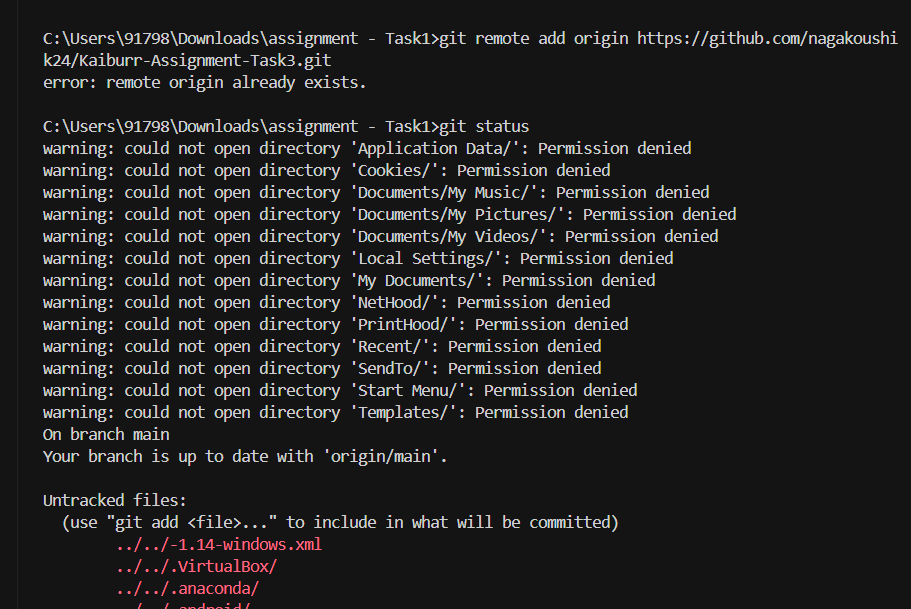 C:\Users\91798\Downloads\assignment - Task1>git remote add origin https://github.com/nagakoushi
k24/Kaiburr-Assignment-Task3.git
error: remote origin already exists.
C:\Users\91798\Downloads\assignment - Task1>git status
warning: could not open directory 'Application Data/': Permission denied
warning: could not open directory 'Cookies/': Permission denied
warning: could not open directory 'Documents/My Music/': Permission denied
warning: could not open directory 'Documents/My Pictures/': Permission denied
warning: could not open directory 'Documents/My Videos/': Permission denied
warning: could not open directory 'Local Settings/': Permission denied
warning: could not open directory 'My Documents/': Permission denied
warning: could not open directory 'NetHood/': Permission denied
warning: could not open directory 'PrintHood/': Permission denied
warning: could not open directory 'Recent/': Permission denied
warning: could not open directory 'SendTo/': Permission denied
warning: could not open directory 'Start Menu/': Permission denied
warning: could not open directory 'Templates/': Permission denied
On branch main
Your branch is up to date with 'origin/main'.
Untracked files:
(use "git add <file>..." to include in what will be committed)
../../-1.14-windows.xml
../../.VirtualBox/
../../.anaconda/
../../.android/